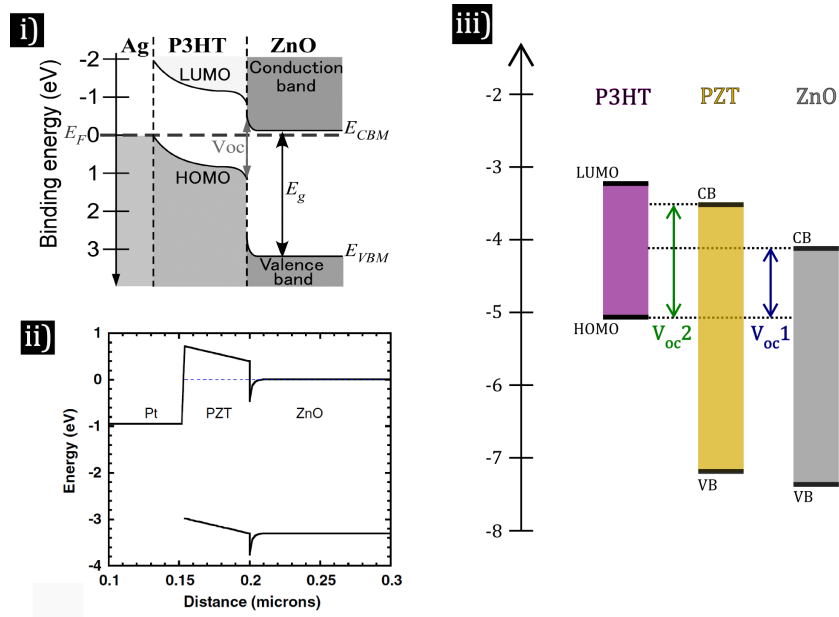 i)
Ag P3HT ZnO
Binding energy (eV)
-2
-1
E_F 0
1
2
3
LUMO
HOMO
Voc
Conduction
band
E_CBM
E_g
E_VBM
Valence
band
ii)
Energy (eV)
1
0
-1
-2
-3
-4
Pt PZT ZnO
0.1 0.15 0.2 0.25 0.3
Distance (microns)
iii)
P3HT PZT ZnO
-2
-3
-4
-5
-6
-7
-8
LUMO
HOMO
CB
VB
CB
VB
Voc2
Voc1